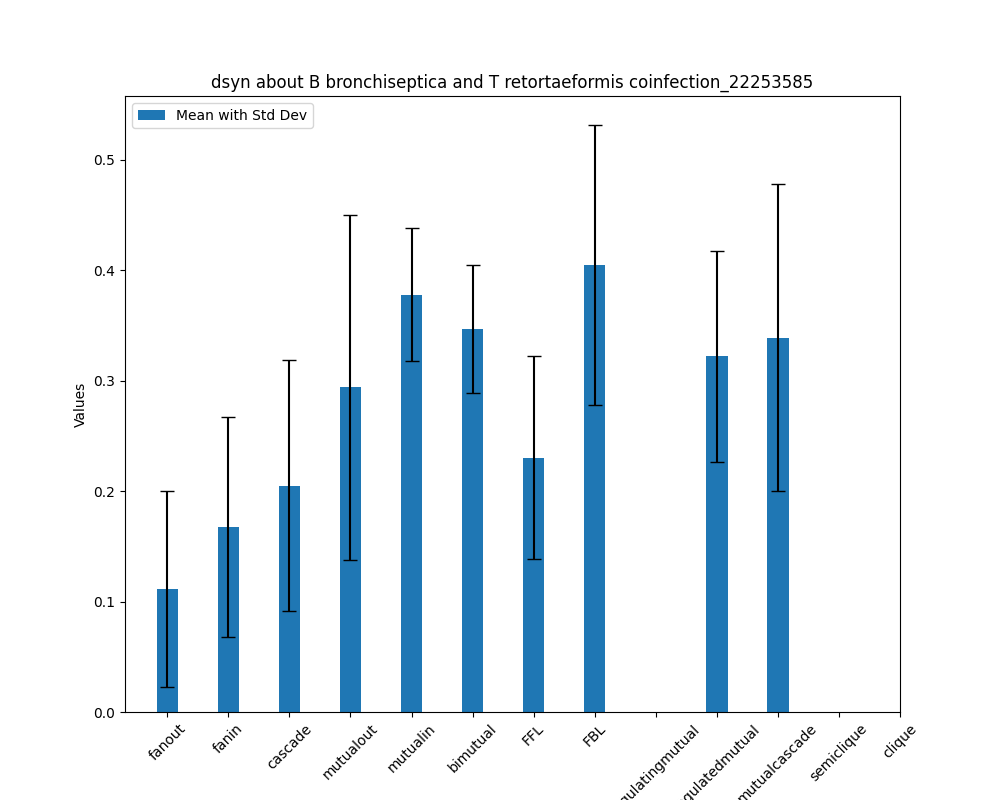 dsyn about B bronchiseptica and T retortaeformis coinfection_22253585
Mean with Std Dev
Values
0.5
0.4
0.3
0.2
0.1
0.0
fanout
fanin
cascade
mutualout
mutualin
bimutual
FFL
FBL
gulatingmutual
gulatedmutual
mutualcascade
semiclique
clique